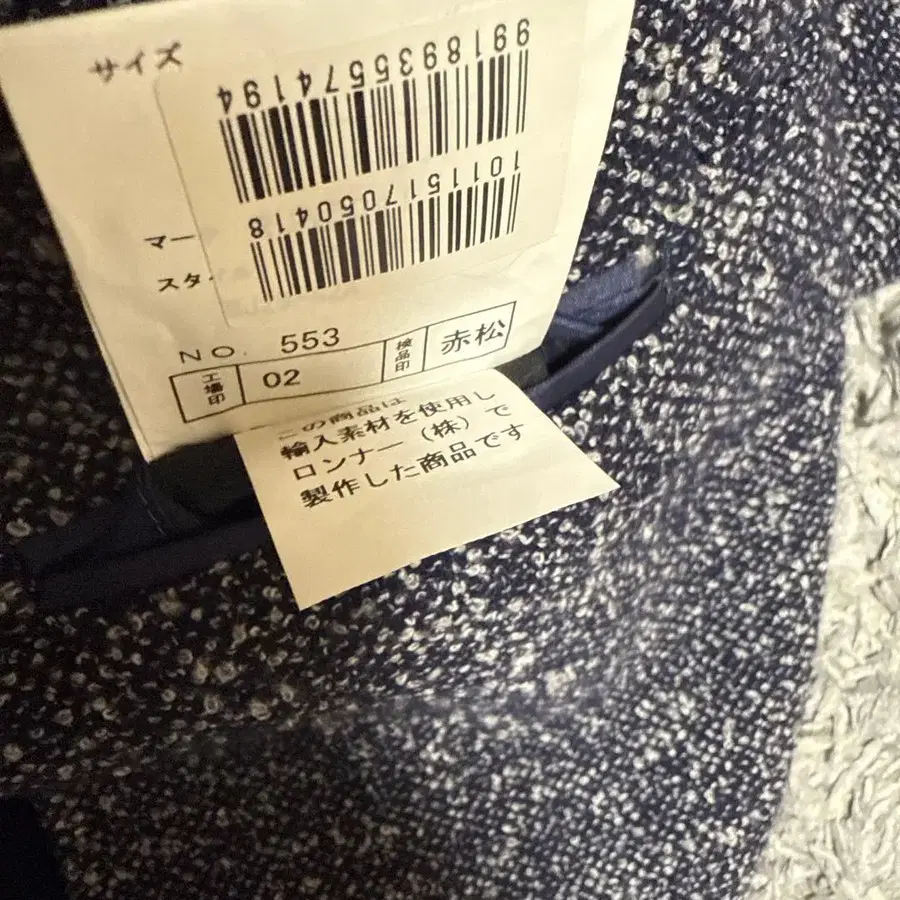 サイズ
9918935574194
1011517050418
マー
スタ
NO. 553
工場印 02 検品印 赤松
この商品は
輸入素材を使用し
ロンナー（株）で
製作した商品です